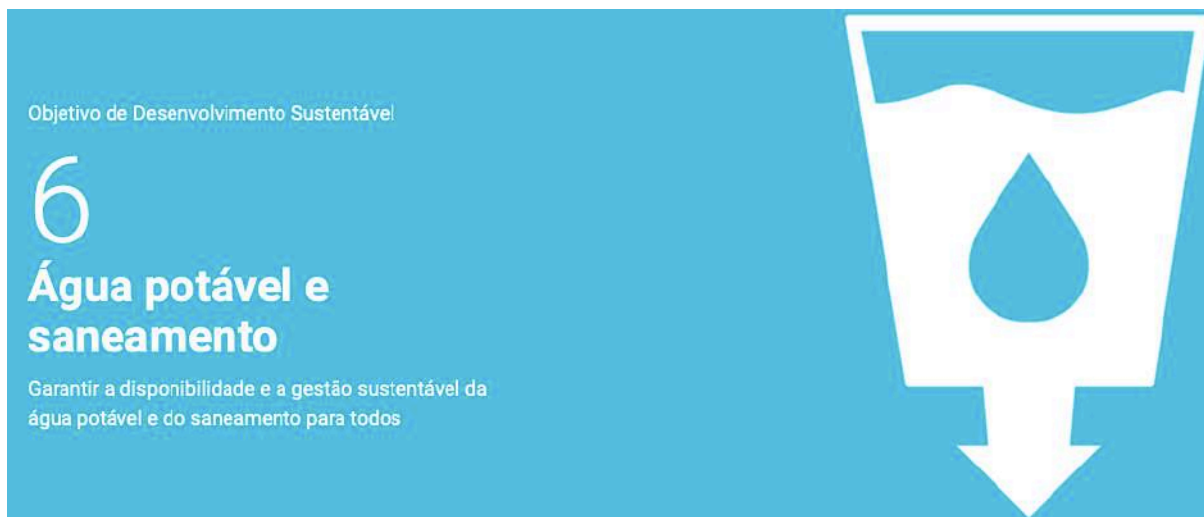 Objetivo de Desenvolvimento Sustentável
6
Água potável e
saneamento
Garantir a disponibilidade e a gestão sustentável da
água potável e do saneamento para todos